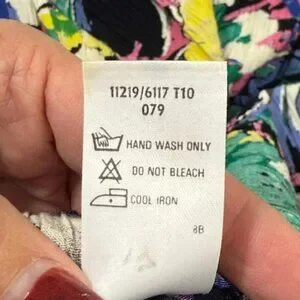 11219/6117 T10
079
HAND WASH ONLY
DO NOT BLEACH
COOL IRON
8B